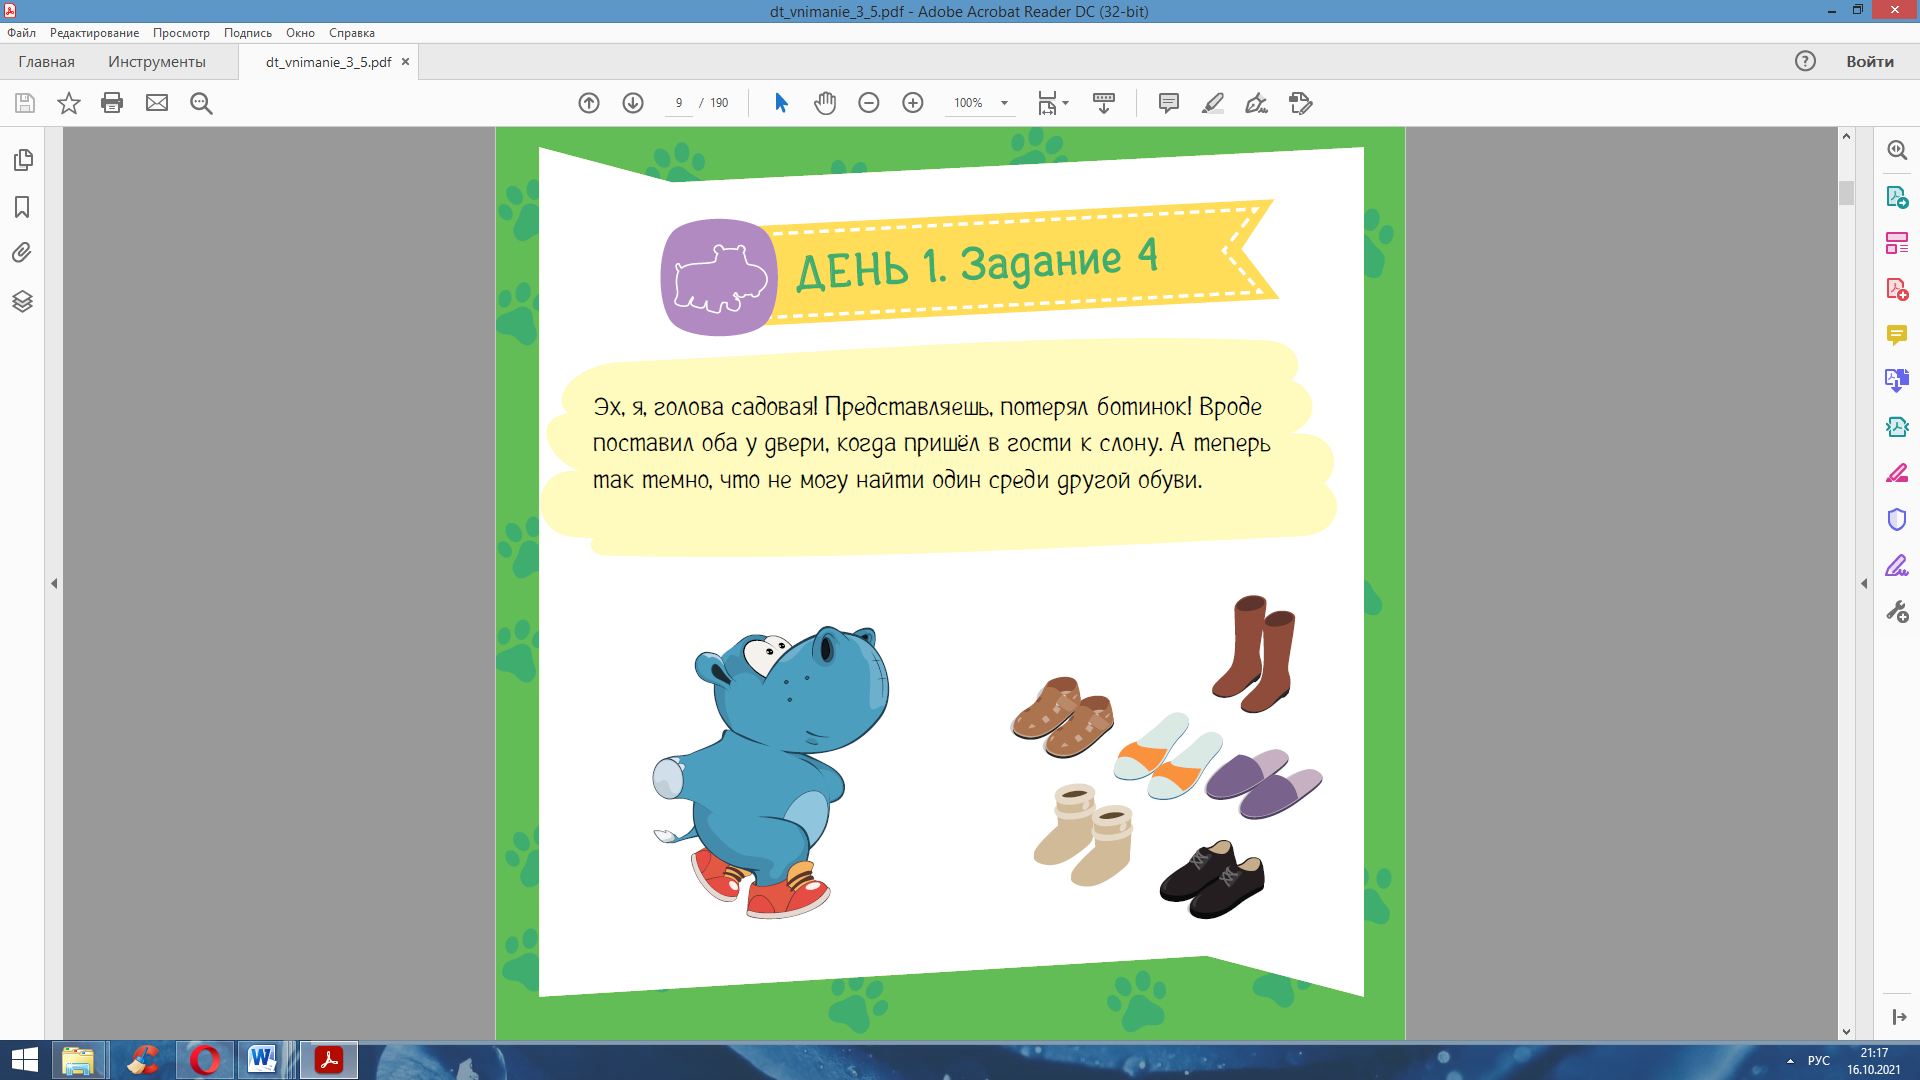 dt_vnimanie_3_5.pdf - Adobe Acrobat Reader DC (32-bit)
Файл Редактирование Просмотр Подпись Окно Справка
Главная Инструменты dt_vnimanie_3_5.pdf × Войти
9 / 190 100%
ДЕНЬ 1. Задание 4
Эх, я, голова садовая! Представляешь, потерял ботинок! Вроде
поставил оба у двери, когда пришёл в гости к слону. А теперь
так темно, что не могу найти один среди другой обуви.
РУС
21:17
16.10.2021